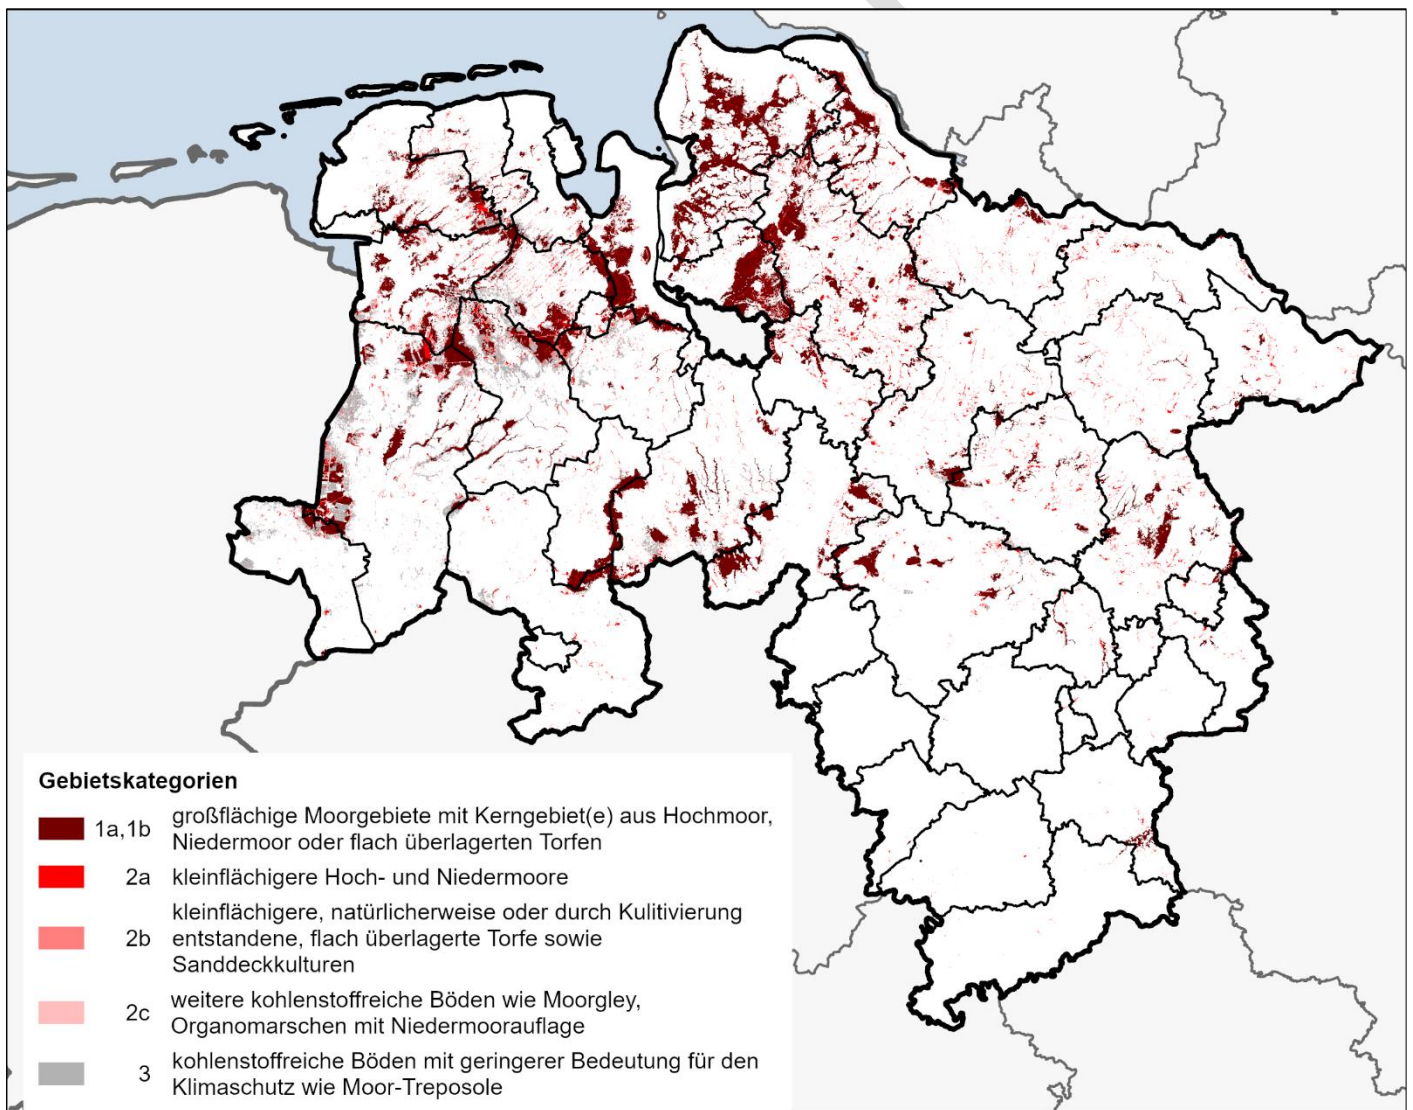 Gebietskategorien
1a,1b großflächige Moorgebiete mit Kerngebiet(e) aus Hochmoor,
Niedermoor oder flach überlagerten Torfen
2a kleinflächigere Hoch- und Niedermoore
kleinflächigere, natürlicherweise oder durch Kulitivierung
2b entstandene, flach überlagerte Torfe sowie
Sanddeckkulturen
2c weitere kohlenstoffreiche Böden wie Moorgley,
Organomarschen mit Niedermoorauflage
3 kohlenstoffreiche Böden mit geringerer Bedeutung für den
Klimaschutz wie Moor-Treposole